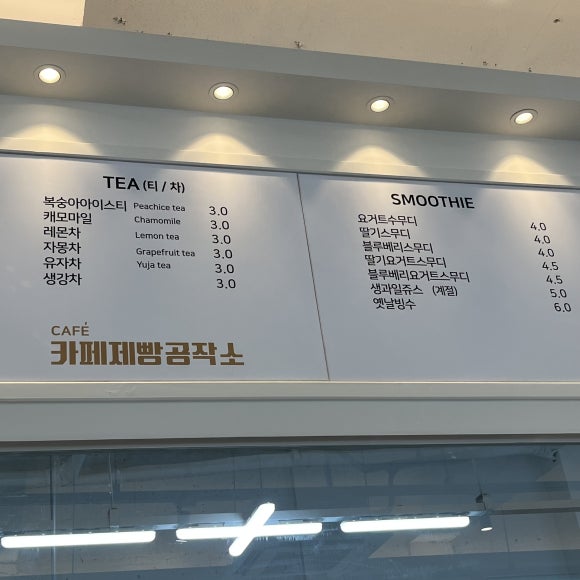 TEA (티 / 차)
복숭아아이스티 Peachice tea 3.0
캐모마일 Chamomile 3.0
레몬차 Lemon tea 3.0
자몽차 Grapefruit tea 3.0
유자차 Yuja tea 3.0
생강차 3.0
CAFÉ
카페제빵공작소
SMOOTHIE
요거트수무디 4.0
딸기스무디 4.0
블루베리스무디 4.0
딸기요거트스무디 4.5
블루베리요거트스무디 4.5
생과일쥬스 (계절) 5.0
옛날빙수 6.0